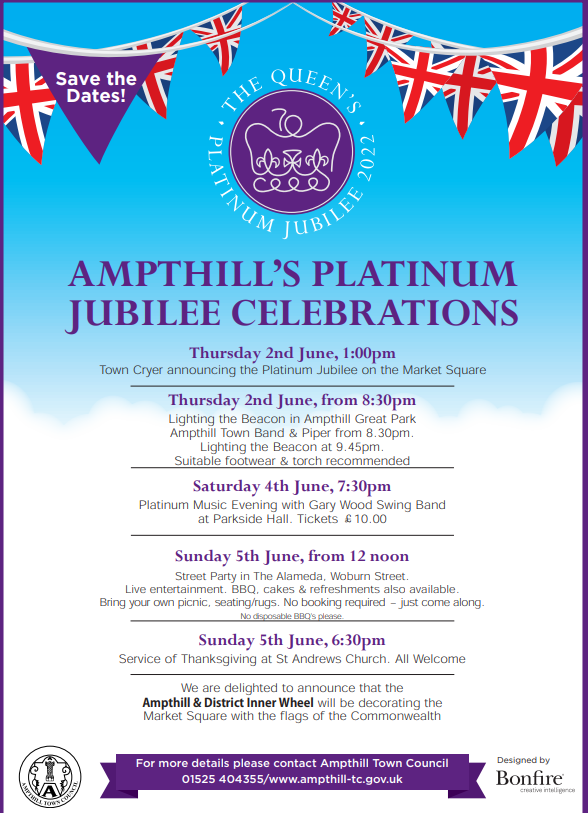 Save the
Dates!
· THE QUEEN'S ·
PLATINUM JUBILEE 2022
70
AMPTHILL'S PLATINUM
JUBILEE CELEBRATIONS
Thursday 2nd June, 1:00pm
Town Cryer announcing the Platinum Jubilee on the Market Square
Thursday 2nd June, from 8:30pm
Lighting the Beacon in Ampthill Great Park
Ampthill Town Band & Piper from 8.30pm.
Lighting the Beacon at 9.45pm.
Suitable footwear & torch recommended
Saturday 4th June, 7:30pm
Platinum Music Evening with Gary Wood Swing Band
at Parkside Hall. Tickets £10.00
Sunday 5th June, from 12 noon
Street Party in The Alameda, Woburn Street.
Live entertainment. BBQ, cakes & refreshments also available.
Bring your own picnic, seating/rugs. No booking required – just come along.
No disposable BBQ's please.
Sunday 5th June, 6:30pm
Service of Thanksgiving at St Andrews Church. All Welcome
We are delighted to announce that the
Ampthill & District Inner Wheel will be decorating the
Market Square with the flags of the Commonwealth
AMPTHILL TOWN COUNCIL
A
For more details please contact Ampthill Town Council
01525 404355/www.ampthill-tc.gov.uk
Designed by
Bonfire
creative intelligence